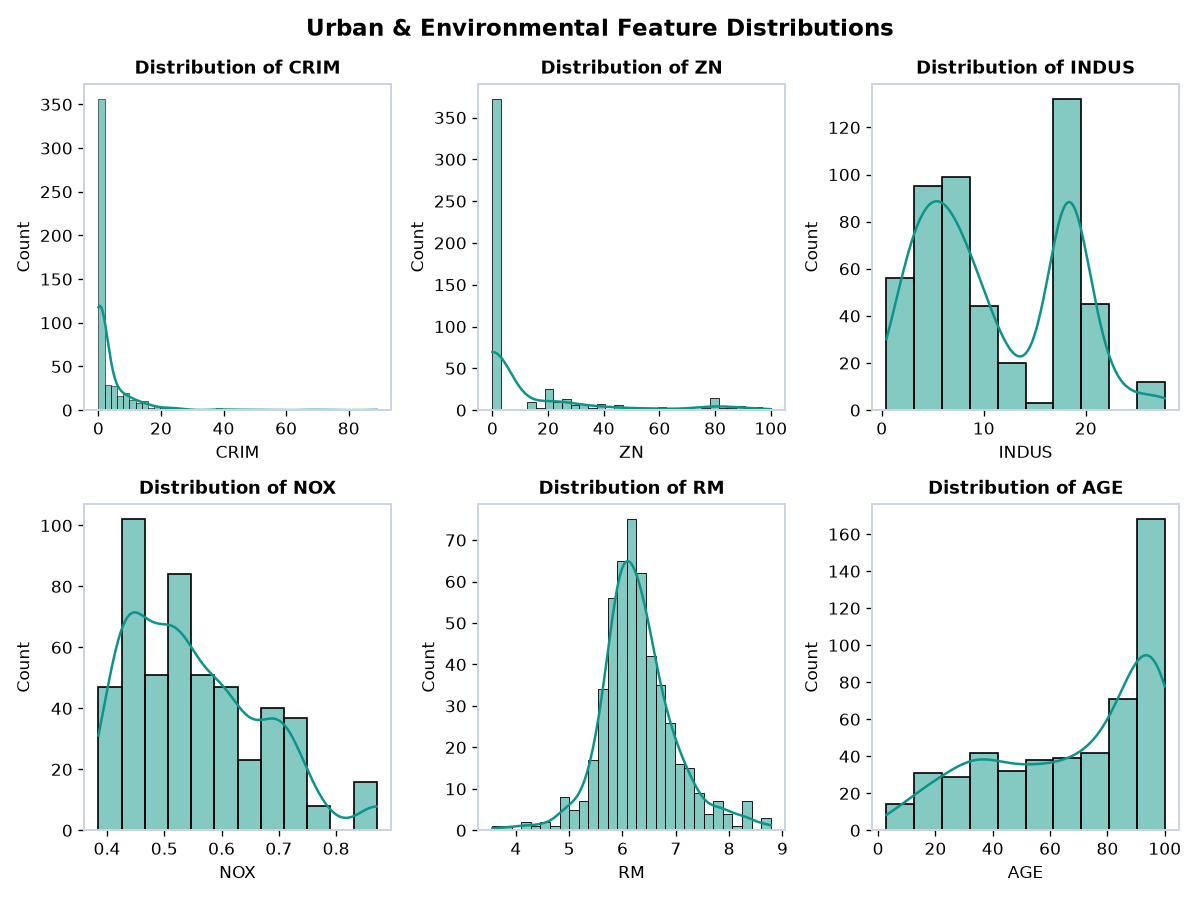 Urban & Environmental Feature Distributions
Distribution of CRIM
350
300
250
200
150
100
50
0
Count
0 20 40 60 80
CRIM
Distribution of ZN
350
300
250
200
150
100
50
0
Count
0 20 40 60 80 100
ZN
Distribution of INDUS
120
100
80
60
40
20
0
Count
0 10 20
INDUS
Distribution of NOX
100
80
60
40
20
0
Count
0.4 0.5 0.6 0.7 0.8
NOX
Distribution of RM
70
60
50
40
30
20
10
0
Count
4 5 6 7 8 9
RM
Distribution of AGE
160
140
120
100
80
60
40
20
0
Count
0 20 40 60 80 100
AGE